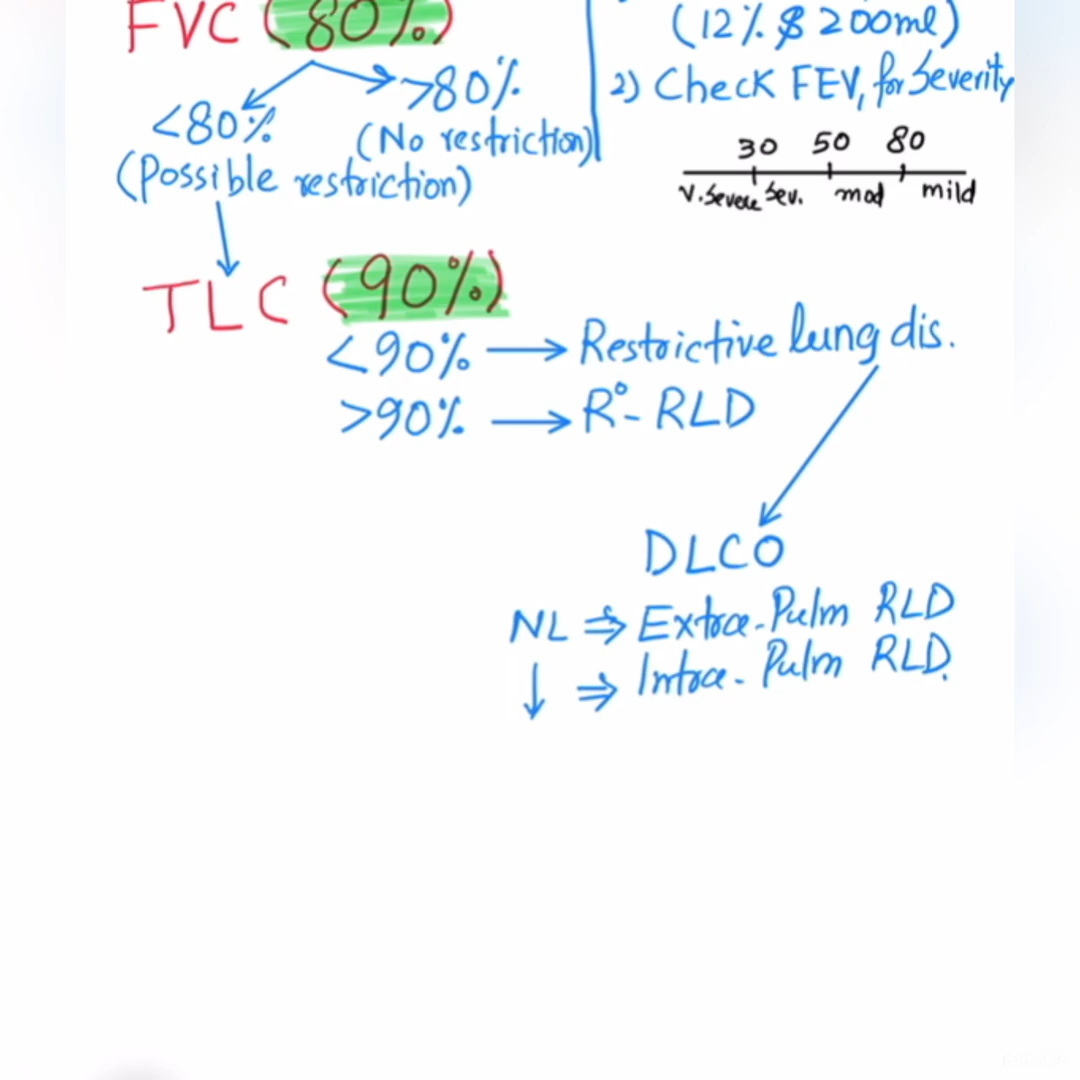 FVC (80%)
<80%
>80%
(No restriction)
(Possible restriction)
(12% & 200ml)
2) Check FEV, for Severity
30 50 80
V. Severe Sev. mod mild
TLC (90%)
<90% → Restrictive lung dis.
>90% → R°- RLD
DLCO
NL ⇒ Extra-Pulm RLD
↓ ⇒ Intra-Pulm RLD.